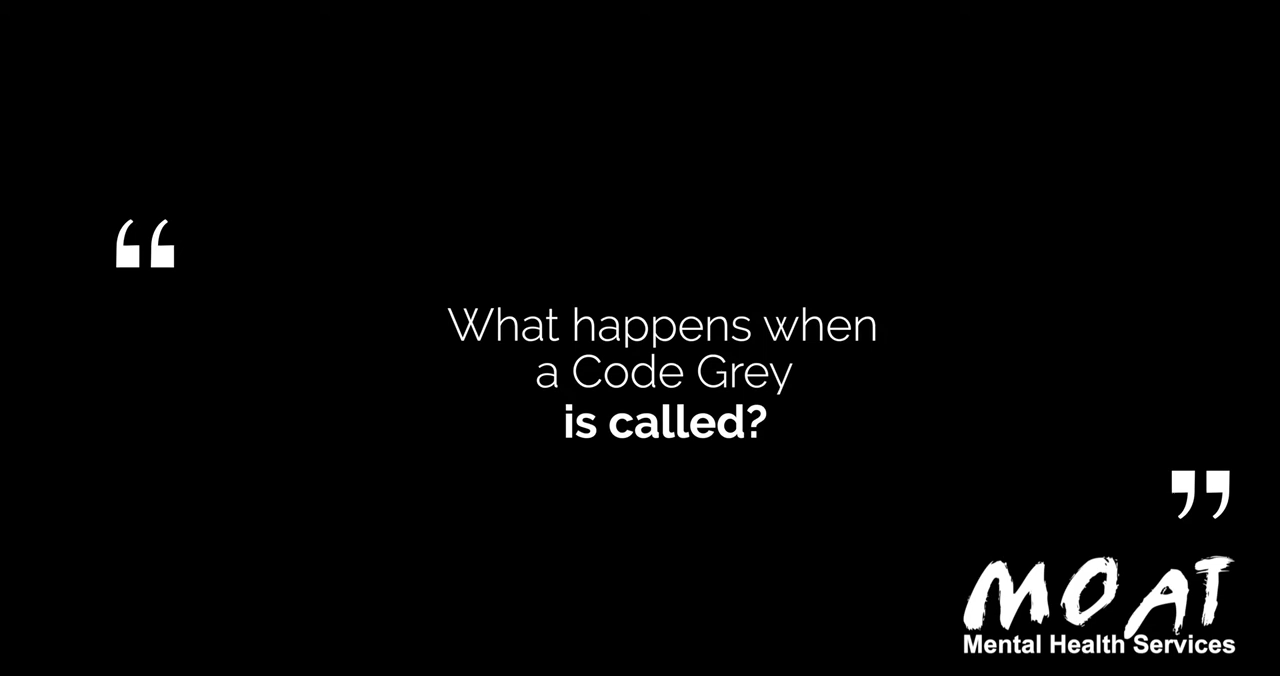 “
What happens when
a Code Grey
is called?
”
MOAT
Mental Health Services